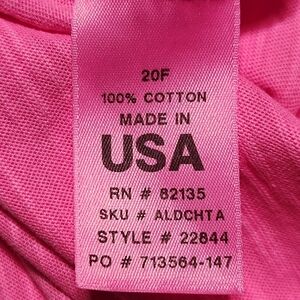 20F
100% COTTON
MADE IN
USA
RN # 82135
SKU # ALDCHTA
STYLE # 22844
PO # 713564-147